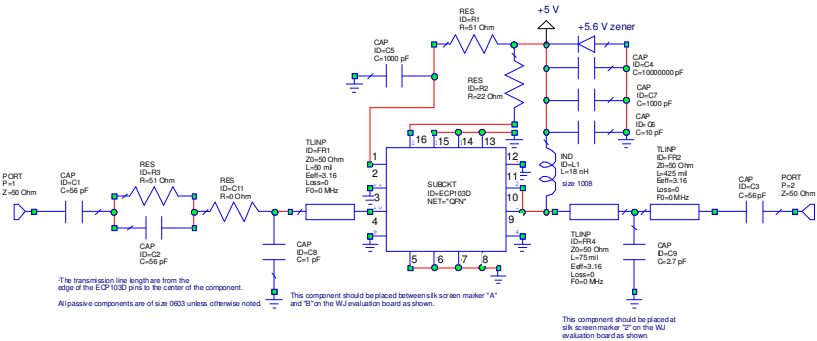 +5 V
+5.6 V zener
RES
ID=R1
R=51 Ohm
CAP
ID=C5
C=1000 pF
CAP
ID=C4
C=10000000 pF
RES
ID=R2
R=22 Ohm
CAP
ID=C7
C=1000 pF
CAP
ID=C6
C=10 pF
16 15 14 13
TLINP
ID=FR1
Z0=50 Ohm
L=50 mil
Eeff=3.16
Loss=0
F0=0 MHz
1
2
3
4
12
11
10
9
SUBCKT
ID=ECP103D
NET="QFN"
IND
ID=L1
L=18 nH
size 1008
TLINP
ID=FR2
Z0=50 Ohm
L=425 mil
Eeff=3.16
Loss=0
F0=0 MHz
PORT
P=1
Z=50 Ohm
CAP
ID=C1
C=56 pF
RES
ID=R3
R=51 Ohm
RES
ID=C11
R=0 Ohm
CAP
ID=C3
C=56 pF
PORT
P=2
Z=50 Ohm
CAP
ID=C2
C=56 pF
CAP
ID=C8
C=1 pF
5 6 7 8
TLINP
ID=FR4
Z0=50 Ohm
L=75 mil
Eeff=3.16
Loss=0
F0=0 MHz
CAP
ID=C9
C=2.7 pF
-The transmission line length are from the
edge of the ECP103D pins to the center of the component.
All passive components are of size 0603 unless otherwise noted.
This component should be placed between silk screen marker "A"
and "B" on the WJ evaluation board as shown.
This component should be placed at
silk screen marker "2" on the WJ
evaluation board as shown.